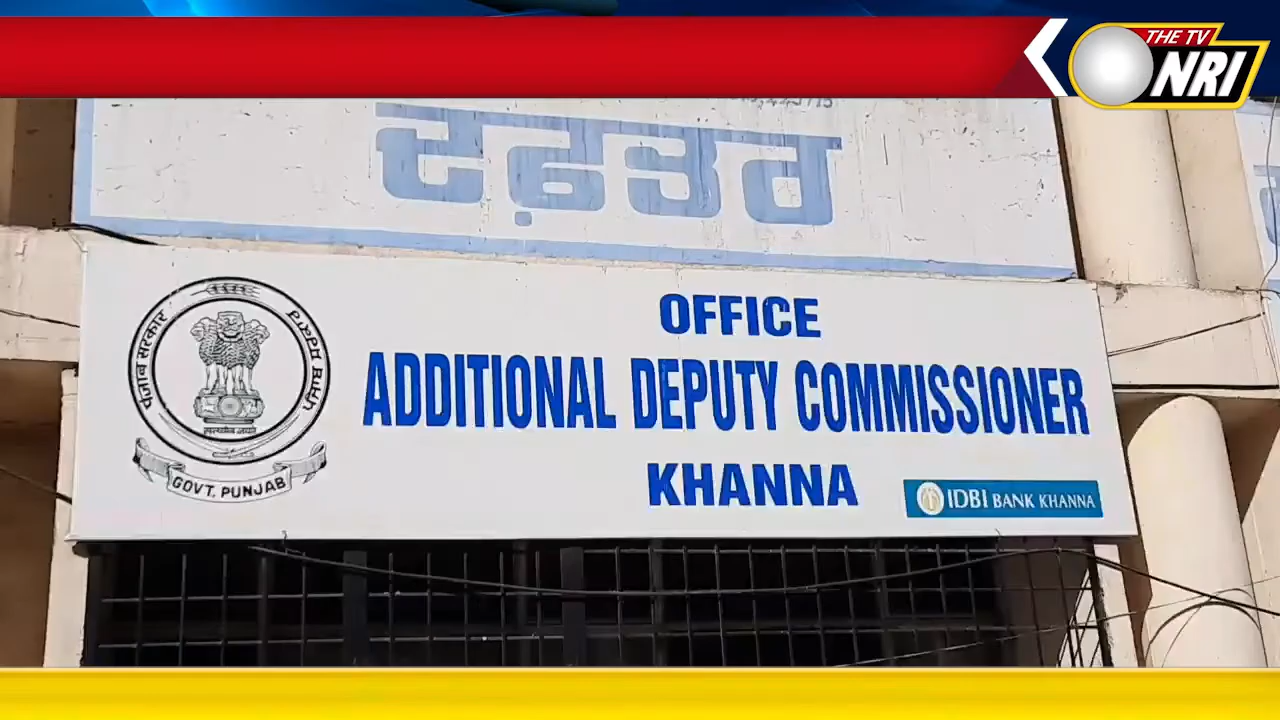 THE TV
NRI
ਦਫ਼ਤਰ
ਪੰਜਾਬ ਸਰਕਾਰ
OFFICE
ADDITIONAL DEPUTY COMMISSIONER
KHANNA
GOVT. PUNJAB
IDBI BANK KHANNA